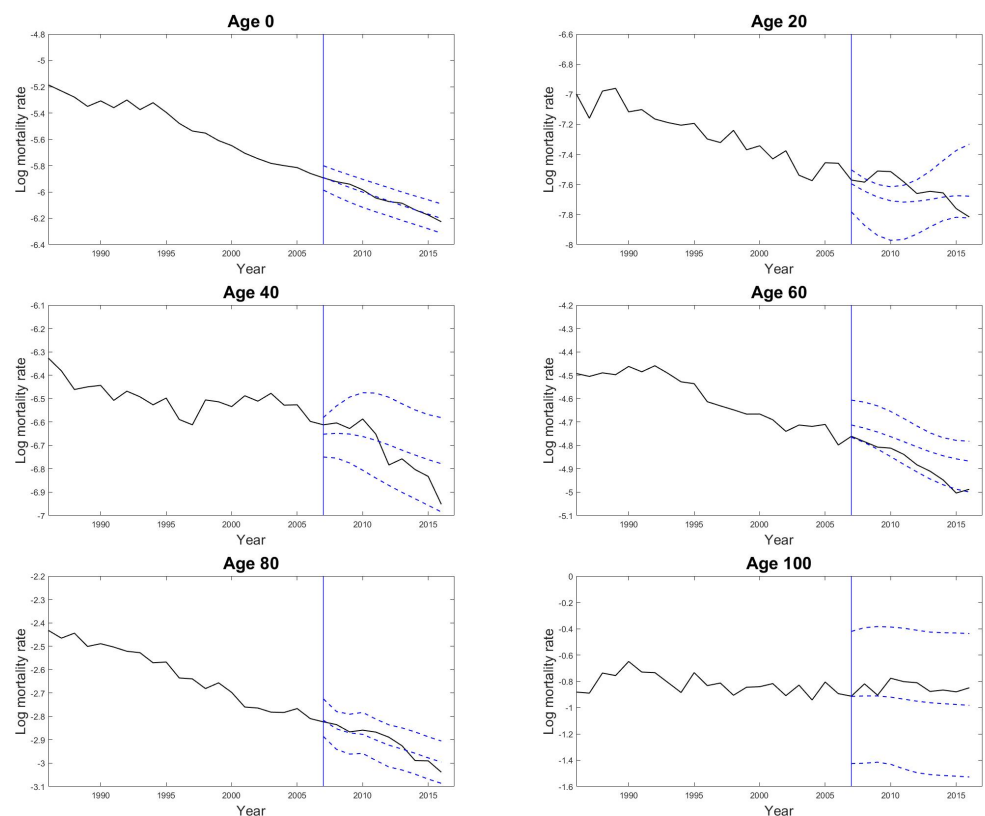 Age 0
Log mortality rate
-4.8
-5
-5.2
-5.4
-5.6
-5.8
-6
-6.2
-6.4
1990 1995 2000 2005 2010 2015
Year
Age 20
Log mortality rate
-6.6
-6.8
-7
-7.2
-7.4
-7.6
-7.8
-8
1990 1995 2000 2005 2010 2015
Year
Age 40
Log mortality rate
-6.1
-6.2
-6.3
-6.4
-6.5
-6.6
-6.7
-6.8
-6.9
-7
1990 1995 2000 2005 2010 2015
Year
Age 60
Log mortality rate
-4.2
-4.3
-4.4
-4.5
-4.6
-4.7
-4.8
-4.9
-5
-5.1
1990 1995 2000 2005 2010 2015
Year
Age 80
Log mortality rate
-2.2
-2.3
-2.4
-2.5
-2.6
-2.7
-2.8
-2.9
-3
-3.1
1990 1995 2000 2005 2010 2015
Year
Age 100
Log mortality rate
0
-0.2
-0.4
-0.6
-0.8
-1
-1.2
-1.4
-1.6
1990 1995 2000 2005 2010 2015
Year